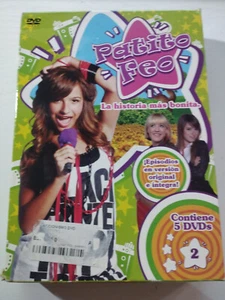 DVD
Patito
Feo
La historia más bonita.
¡Episodios
en versión
original
e íntegra!
Contiene
5 DVDs
2